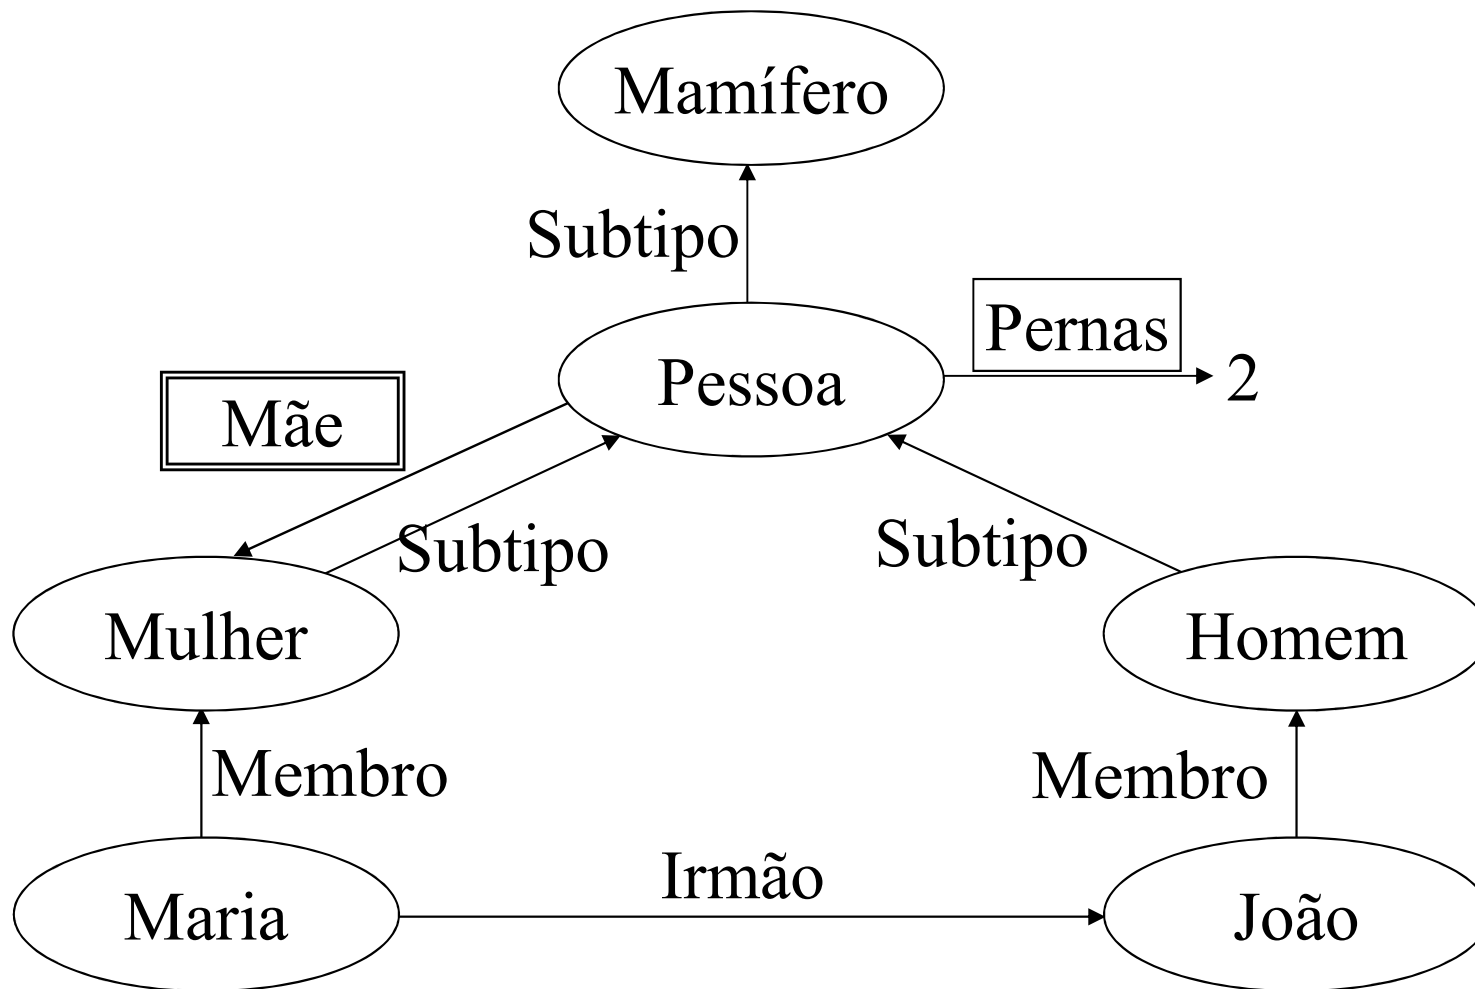 Mamífero
Subtipo
Pernas
Pessoa
2
Mãe
Subtipo
Subtipo
Mulher
Homem
Membro
Membro
Irmão
Maria
João